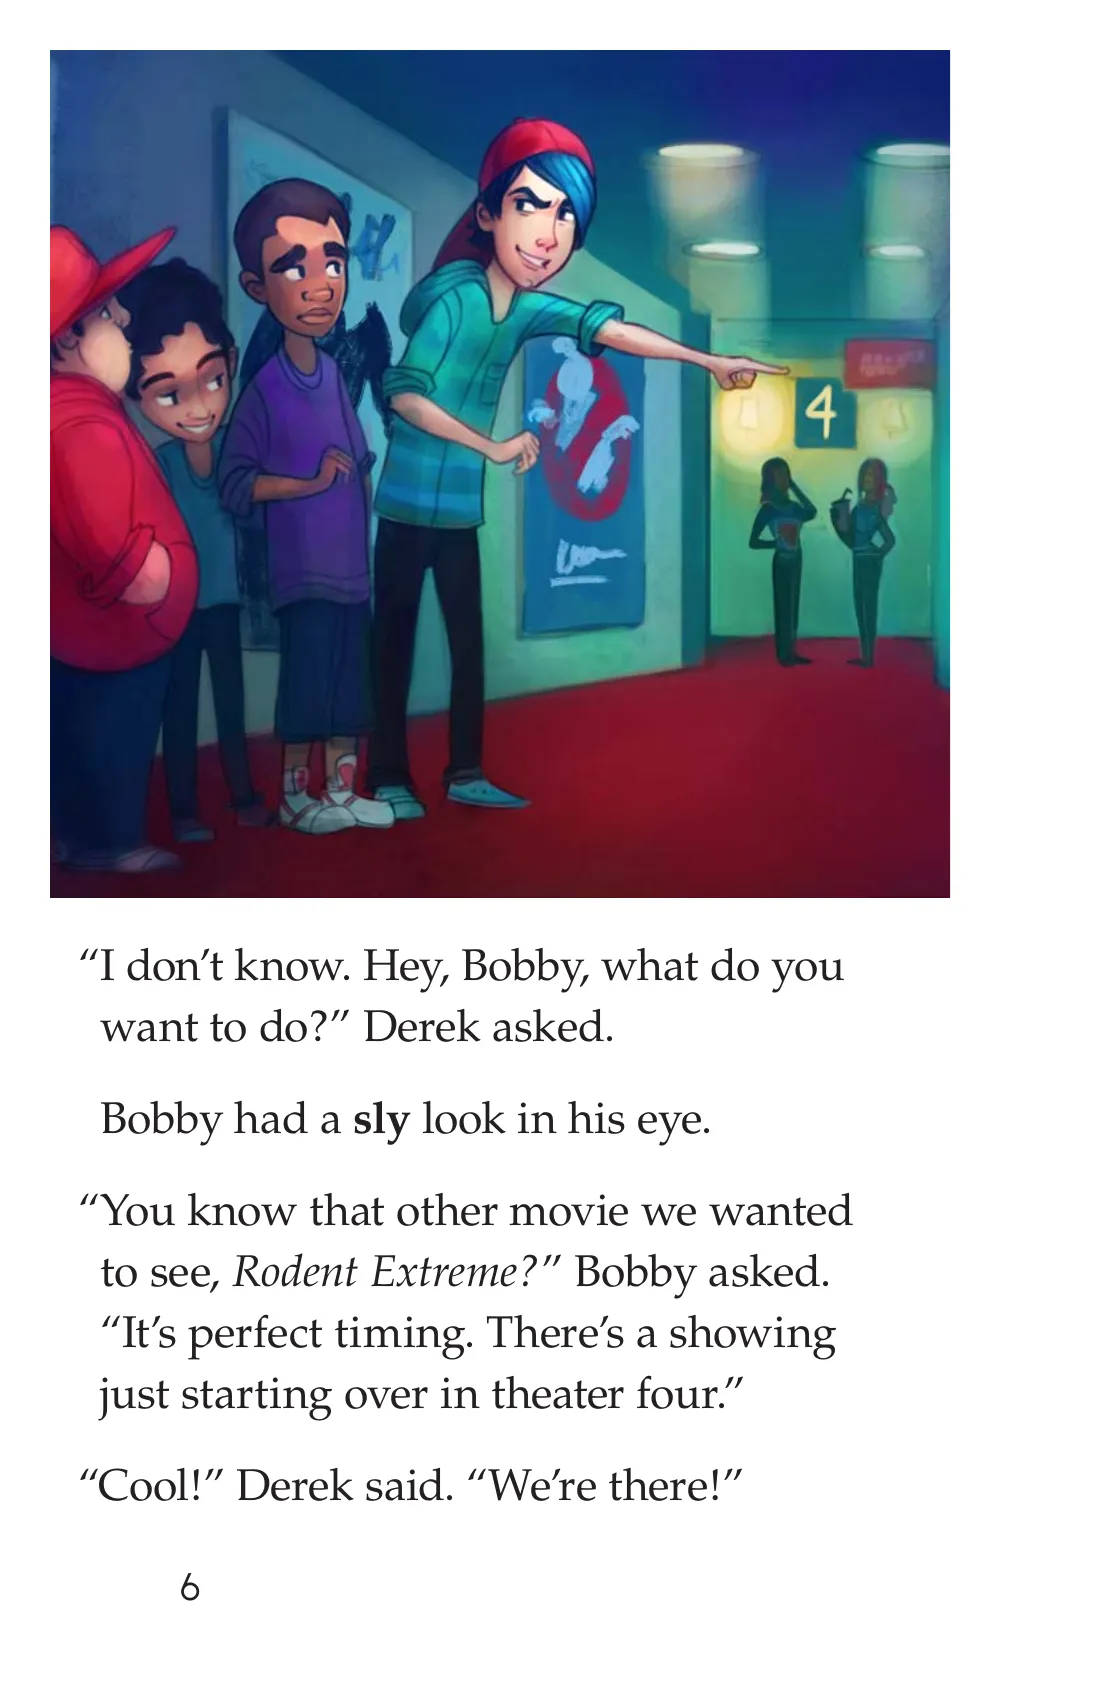 4
“I don’t know. Hey, Bobby, what do you
want to do?” Derek asked.
Bobby had a sly look in his eye.
“You know that other movie we wanted
to see, Rodent Extreme?” Bobby asked.
“It’s perfect timing. There’s a showing
just starting over in theater four.”
“Cool!” Derek said. “We’re there!”
6